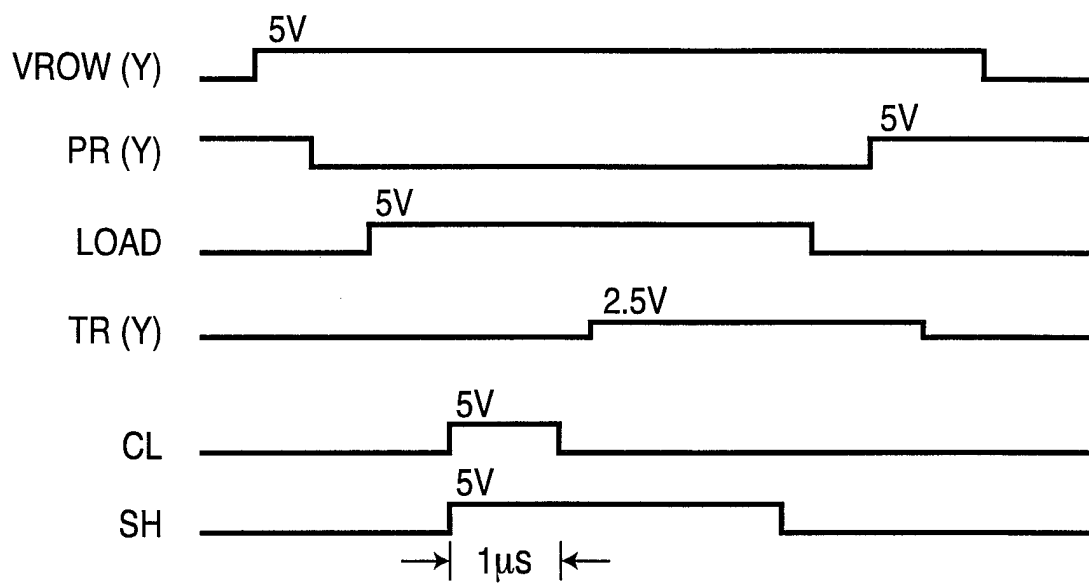 5V
VROW (Y)
5V
PR (Y)
5V
LOAD
2.5V
TR (Y)
5V
CL
5V
SH
1μs